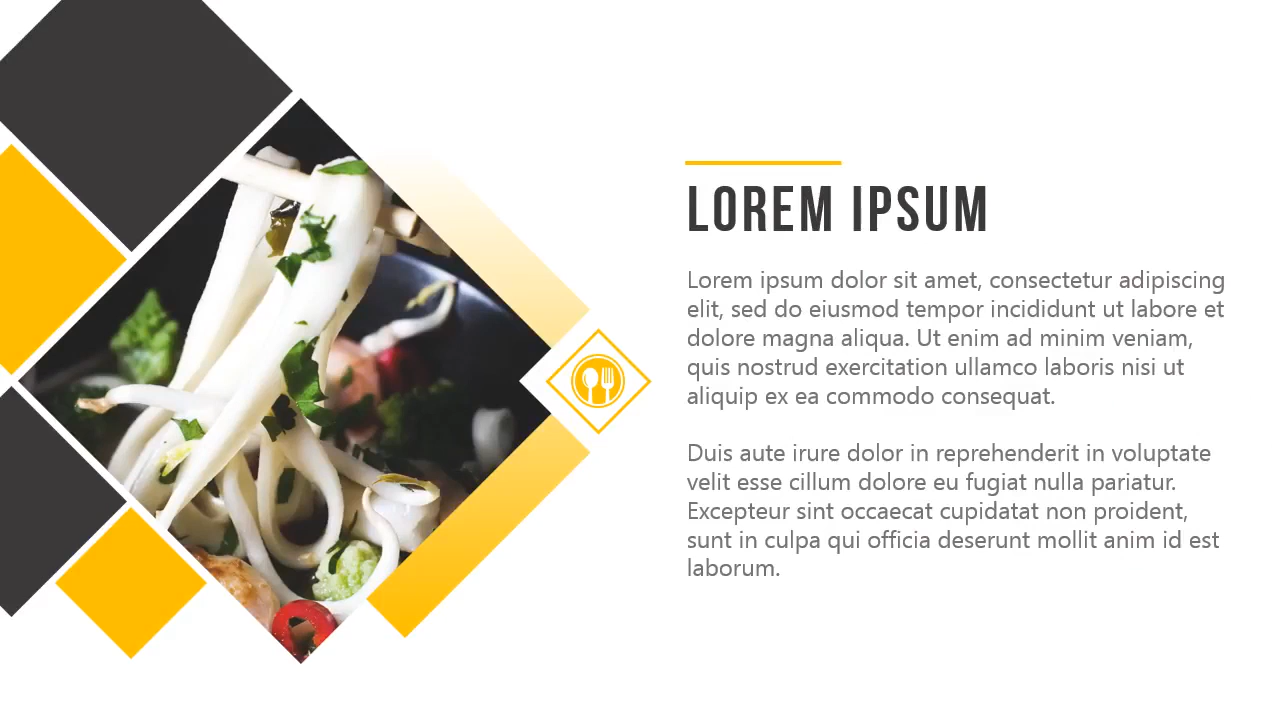 LOREM IPSUM
Lorem ipsum dolor sit amet, consectetur adipiscing
elit, sed do eiusmod tempor incididunt ut labore et
dolore magna aliqua. Ut enim ad minim veniam,
quis nostrud exercitation ullamco laboris nisi ut
aliquip ex ea commodo consequat.
Duis aute irure dolor in reprehenderit in voluptate
velit esse cillum dolore eu fugiat nulla pariatur.
Excepteur sint occaecat cupidatat non proident,
sunt in culpa qui officia deserunt mollit anim id est
laborum.